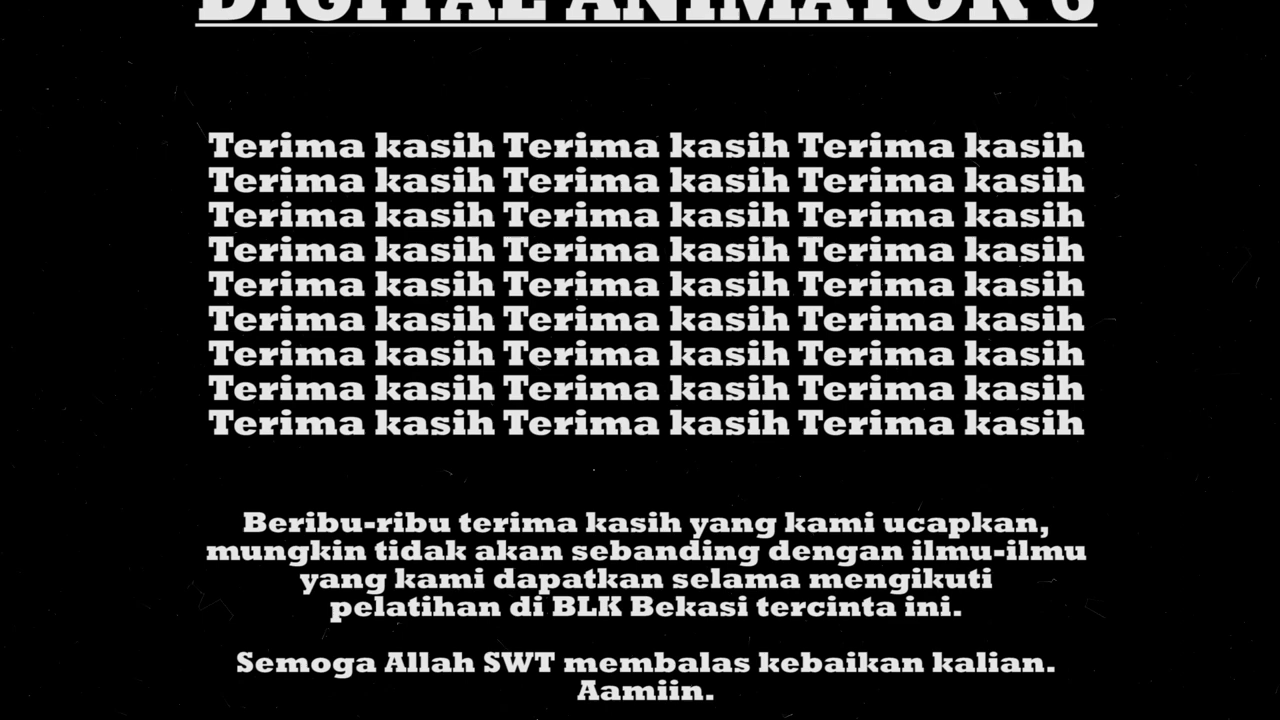 DIGITAL ANIMATOR 6
Terima kasih Terima kasih Terima kasih
Terima kasih Terima kasih Terima kasih
Terima kasih Terima kasih Terima kasih
Terima kasih Terima kasih Terima kasih
Terima kasih Terima kasih Terima kasih
Terima kasih Terima kasih Terima kasih
Terima kasih Terima kasih Terima kasih
Terima kasih Terima kasih Terima kasih
Terima kasih Terima kasih Terima kasih
Beribu-ribu terima kasih yang kami ucapkan,
mungkin tidak akan sebanding dengan ilmu-ilmu
yang kami dapatkan selama mengikuti
pelatihan di BLK Bekasi tercinta ini.
Semoga Allah SWT membalas kebaikan kalian.
Aamiin.